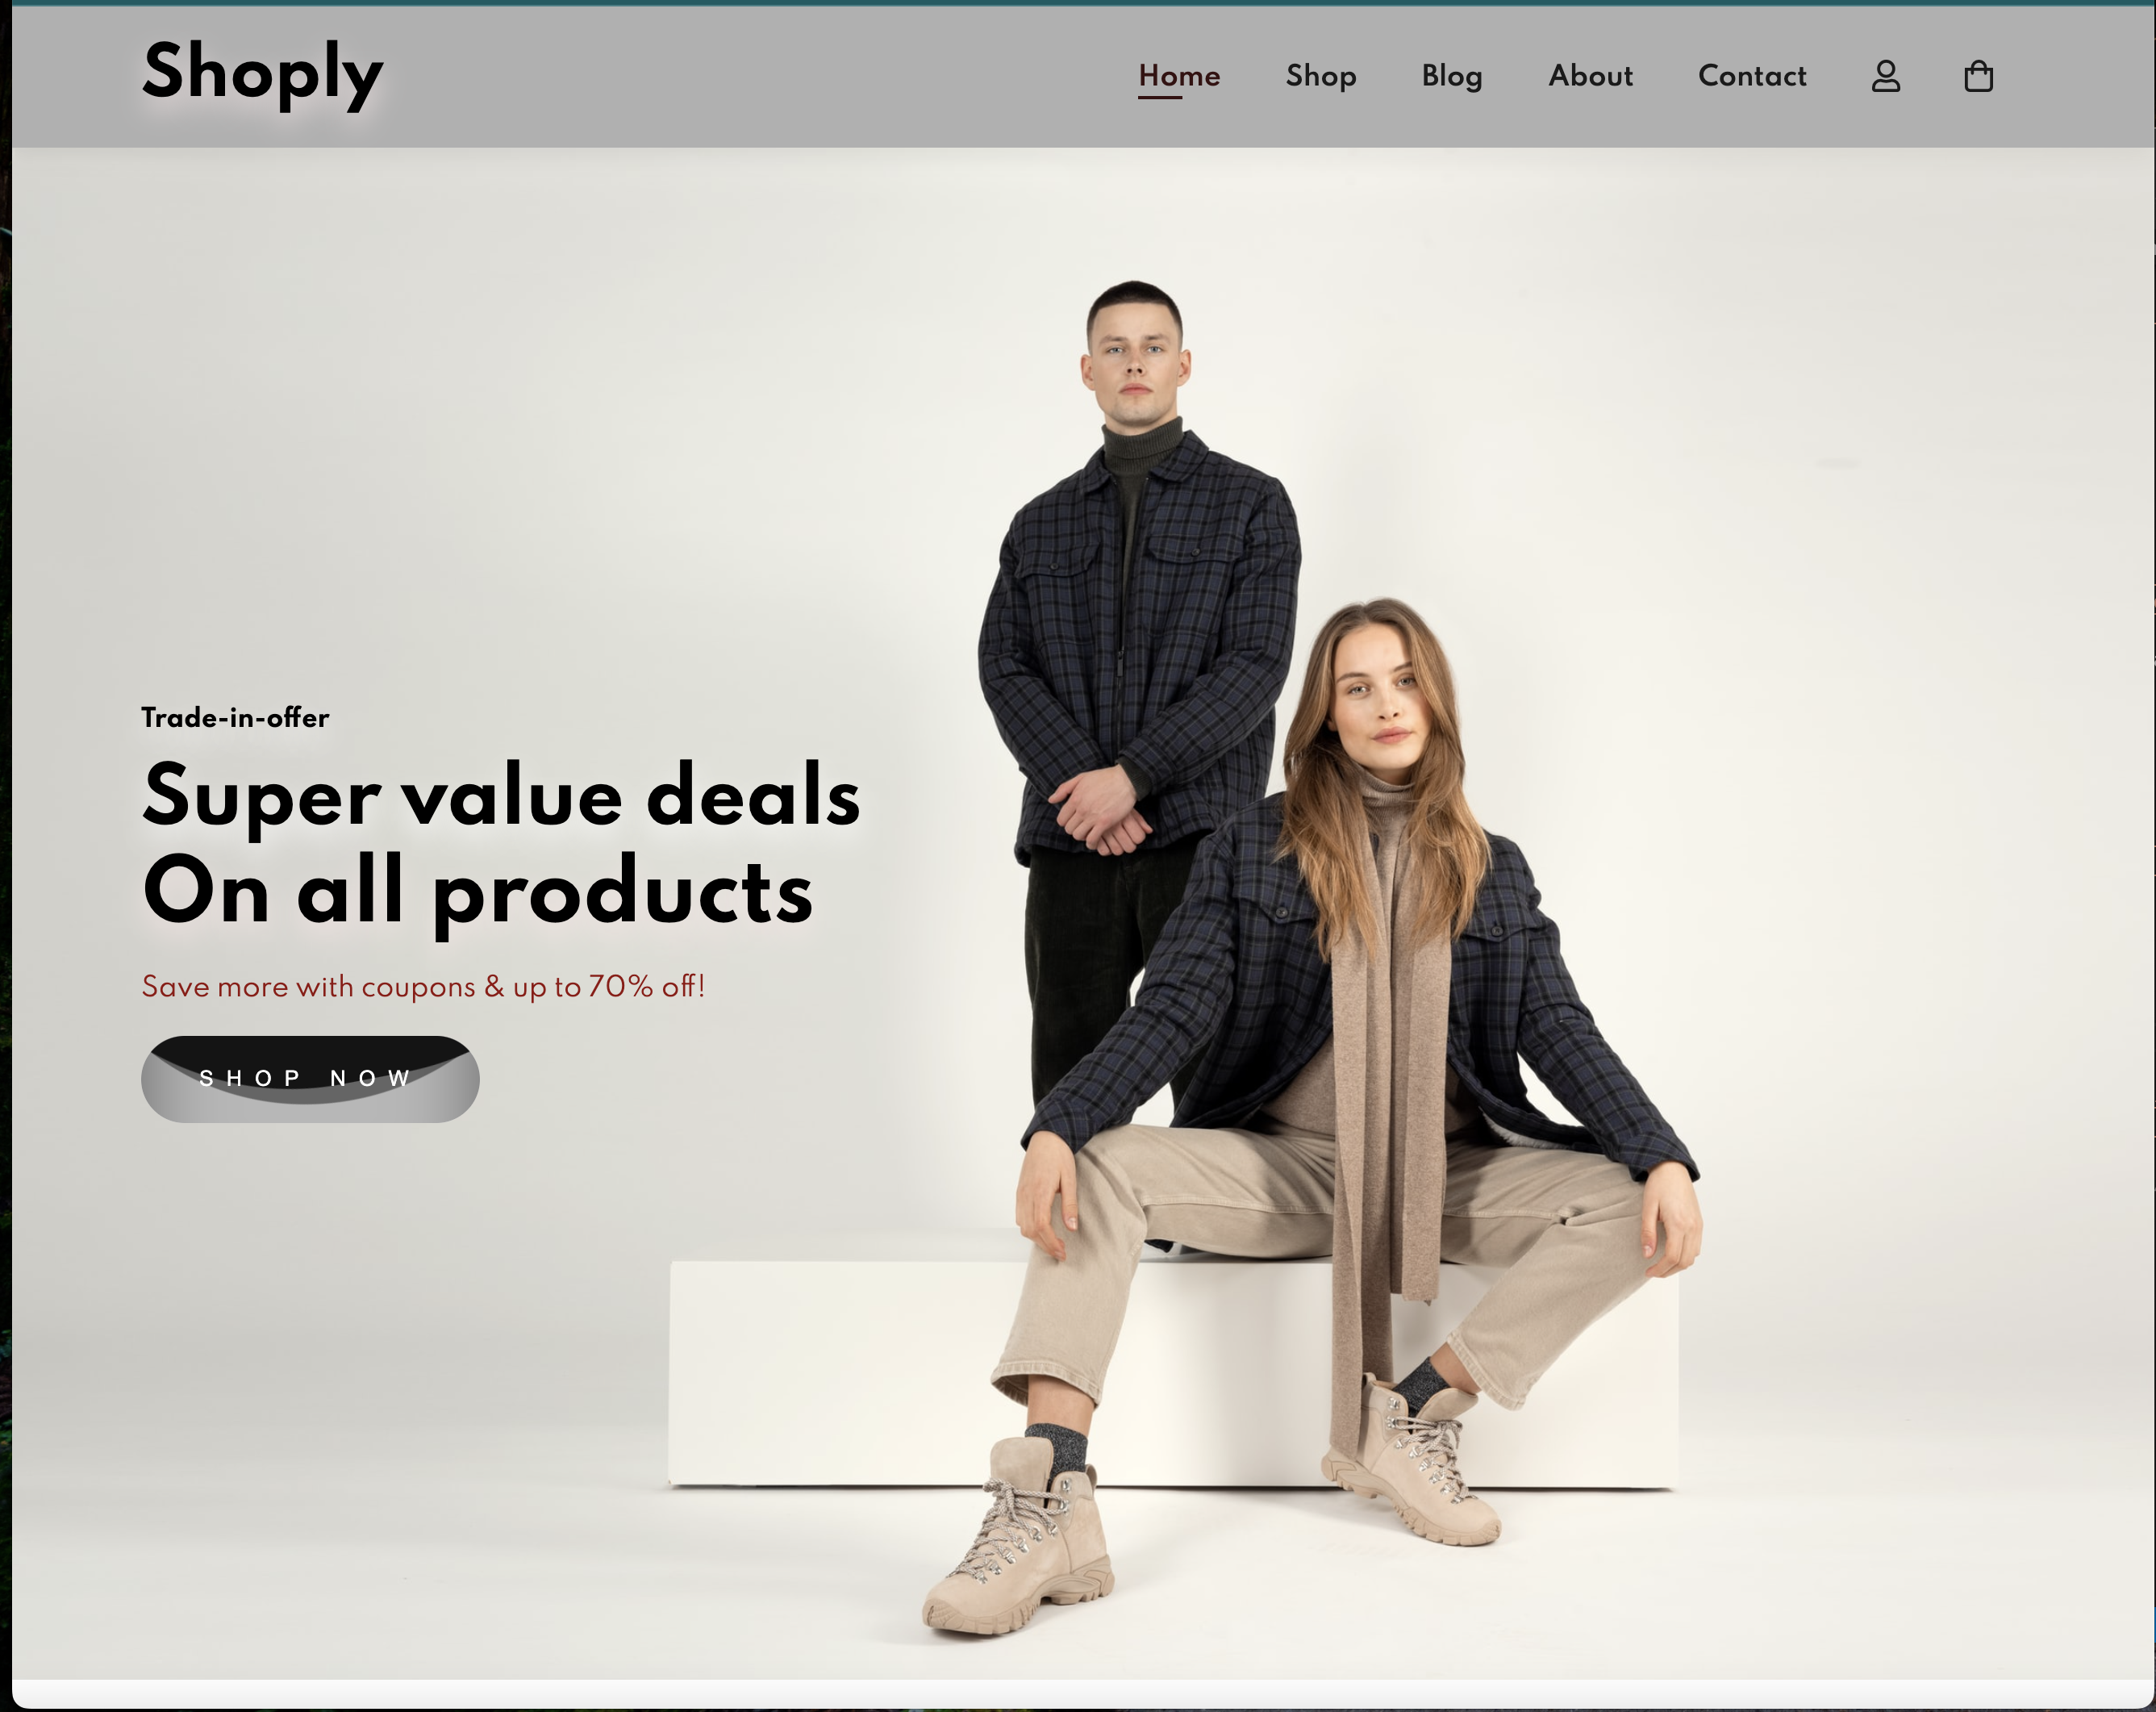 Shoply
Home Shop Blog About Contact
Trade-in-offer
Super value deals
On all products
Save more with coupons & up to 70% off!
SHOP NOW